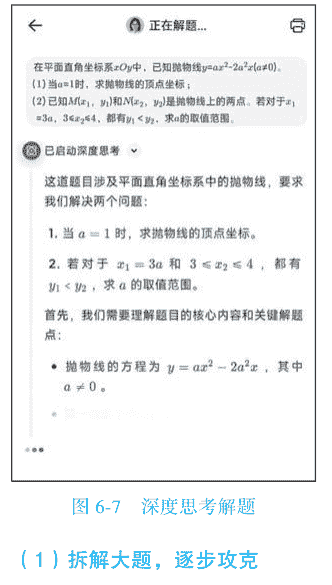 正在解题...
在平面直角坐标系xOy中，已知抛物线y=ax²-2a²x(a≠0)。
(1)当a=1时，求抛物线的顶点坐标；
(2)已知M(x₁，y₁)和N(x₂，y₂)是抛物线上的两点。若对于x₁
=3a，3≤x₂≤4，都有y₁＜y₂，求a的取值范围。
已启动深度思考
这道题目涉及平面直角坐标系中的抛物线，要求
我们解决两个问题：
1. 当 a = 1 时，求抛物线的顶点坐标。
2. 若对于 x₁ = 3a 和 3 ⩽ x₂ ⩽ 4 ，都有
y₁ < y₂ ，求 a 的取值范围。
首先，我们需要理解题目的核心内容和关键解题
点：
• 抛物线的方程为 y = ax² − 2a²x ，其中
a ≠ 0 。
图 6-7 深度思考解题
（1）拆解大题，逐步攻克